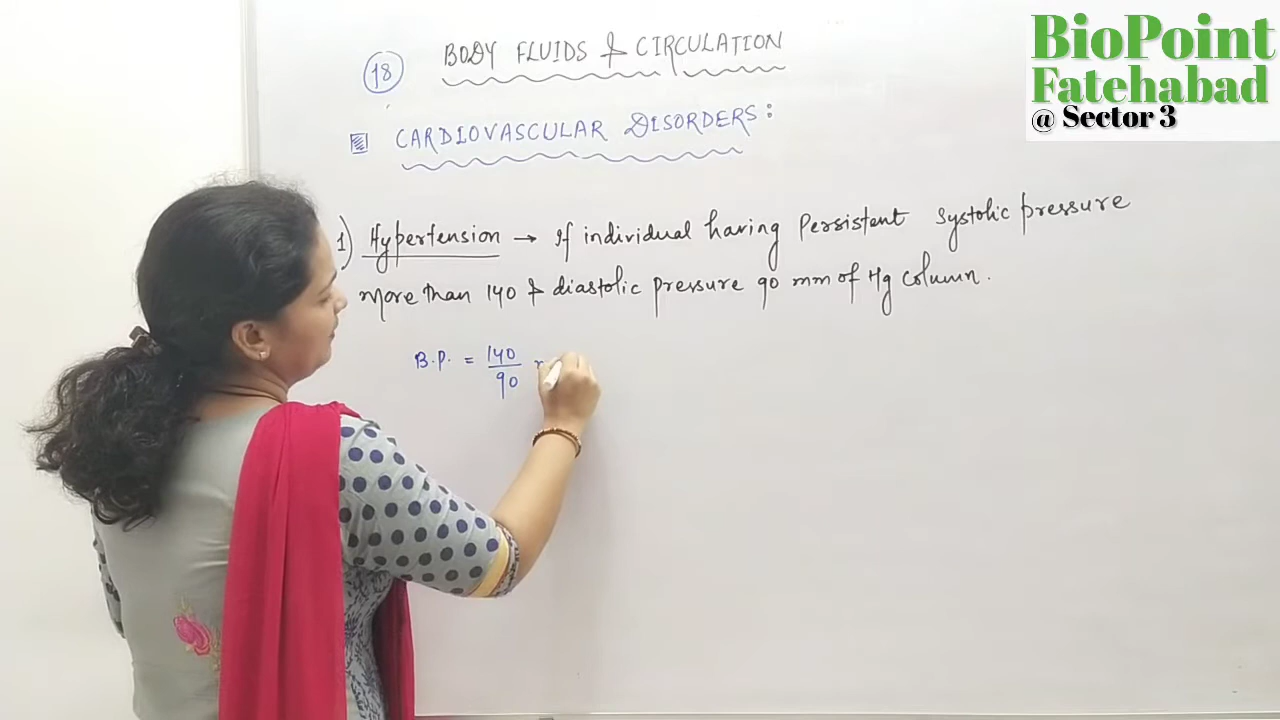 BioPoint
Fatehabad
@ Sector 3
18 BODY FLUIDS & CIRCULATION
CARDIOVASCULAR DISORDERS:
1) Hypertension → If individual having Persistent Systolic pressure
More than 140 & diastolic pressure 90 mm of Hg column.
B.P. = 140
90